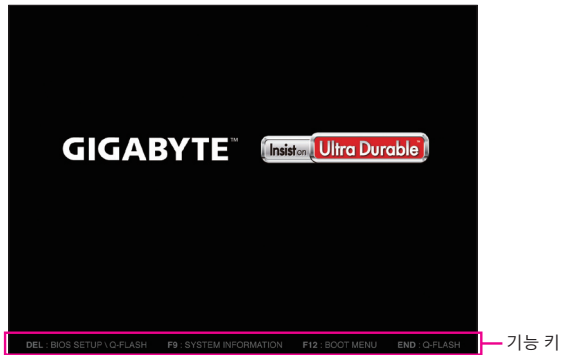 GIGABYTE™ Insist on Ultra Durable™
DEL : BIOS SETUP \ Q-FLASH F9 : SYSTEM INFORMATION F12 : BOOT MENU END : Q-FLASH 기능 키